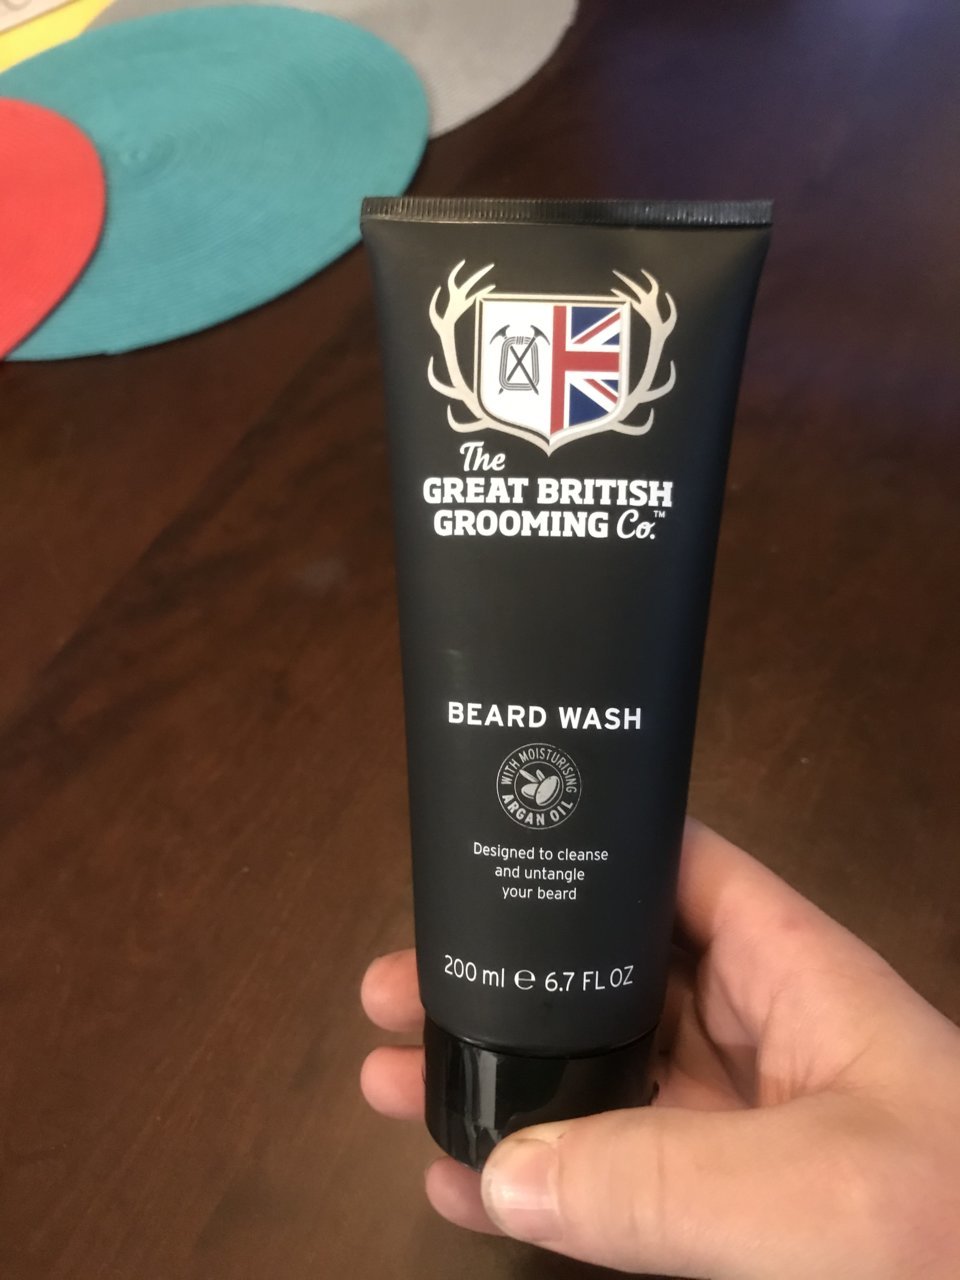 The
GREAT BRITISH
GROOMING Co.™
BEARD WASH
WITH MOISTURISING
ARGAN OIL
Designed to cleanse
and untangle
your beard
200 ml e 6.7 FL OZ